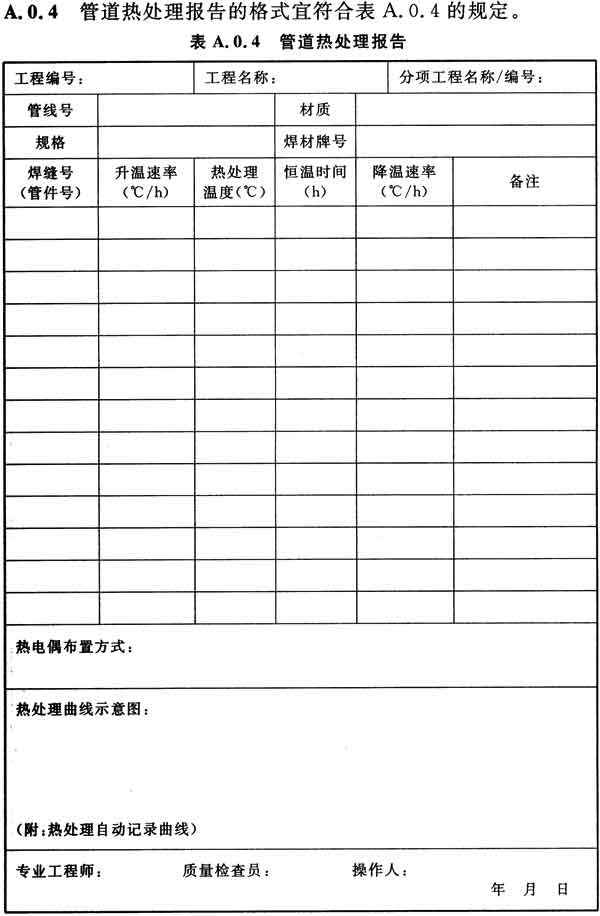 A.0.4 管道热处理报告的格式宜符合表 A.0.4 的规定。
表 A.0.4 管道热处理报告
工程编号： 工程名称： 分项工程名称/编号：
管线号 材质
规格 焊材牌号
焊缝号 升温速率 热处理 恒温时间 降温速率 备注
（管件号） （℃/h） 温度（℃） （h） （℃/h）
热电偶布置方式：
热处理曲线示意图：
（附：热处理自动记录曲线）
专业工程师： 质量检查员： 操作人：
年 月 日